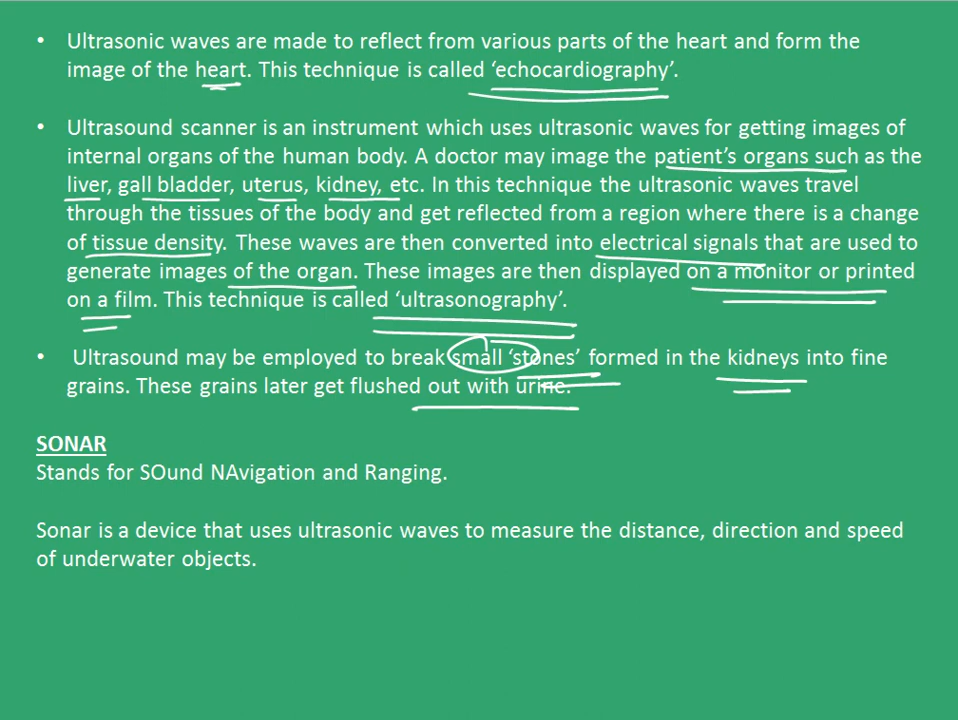 • Ultrasonic waves are made to reflect from various parts of the heart and form the
image of the heart. This technique is called ‘echocardiography’.
• Ultrasound scanner is an instrument which uses ultrasonic waves for getting images of
internal organs of the human body. A doctor may image the patient’s organs such as the
liver, gall bladder, uterus, kidney, etc. In this technique the ultrasonic waves travel
through the tissues of the body and get reflected from a region where there is a change
of tissue density. These waves are then converted into electrical signals that are used to
generate images of the organ. These images are then displayed on a monitor or printed
on a film. This technique is called ‘ultrasonography’.
• Ultrasound may be employed to break small ‘stones’ formed in the kidneys into fine
grains. These grains later get flushed out with urine.
SONAR
Stands for SOund NAvigation and Ranging.
Sonar is a device that uses ultrasonic waves to measure the distance, direction and speed
of underwater objects.